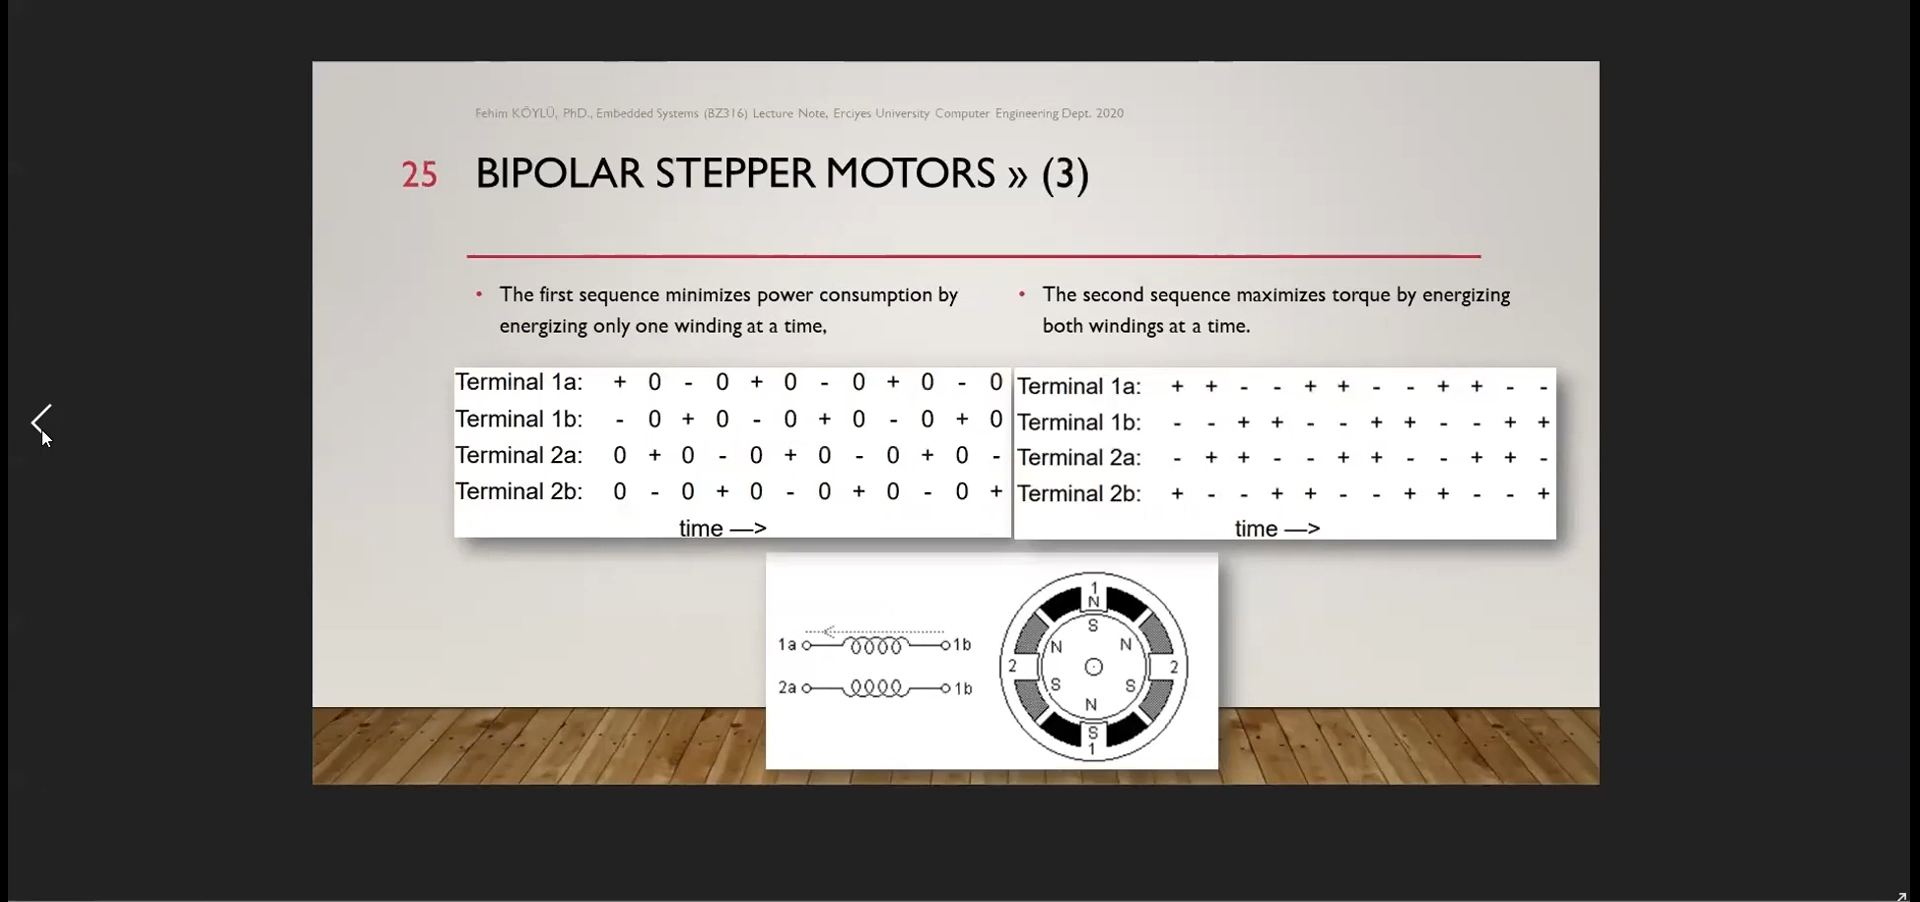 Fehim KÖYLÜ, PhD., Embedded Systems (BZ316) Lecture Note, Erciyes University Computer Engineering Dept. 2020
25 BIPOLAR STEPPER MOTORS » (3)
• The first sequence minimizes power consumption by
energizing only one winding at a time,
• The second sequence maximizes torque by energizing
both windings at a time.
Terminal 1a: + 0 - 0 + 0 - 0 + 0 - 0
Terminal 1b: - 0 + 0 - 0 + 0 - 0 + 0
Terminal 2a: 0 + 0 - 0 + 0 - 0 + 0 -
Terminal 2b: 0 - 0 + 0 - 0 + 0 - 0 +
time —>
Terminal 1a: + + - - + + - - + + - -
Terminal 1b: - - + + - - + + - - + +
Terminal 2a: - + + - - + + - - + + -
Terminal 2b: + - - + + - - + + - - +
time —>
1a 1b
2a 1b
1
N
S
N N
2 2
S S
N
S
1